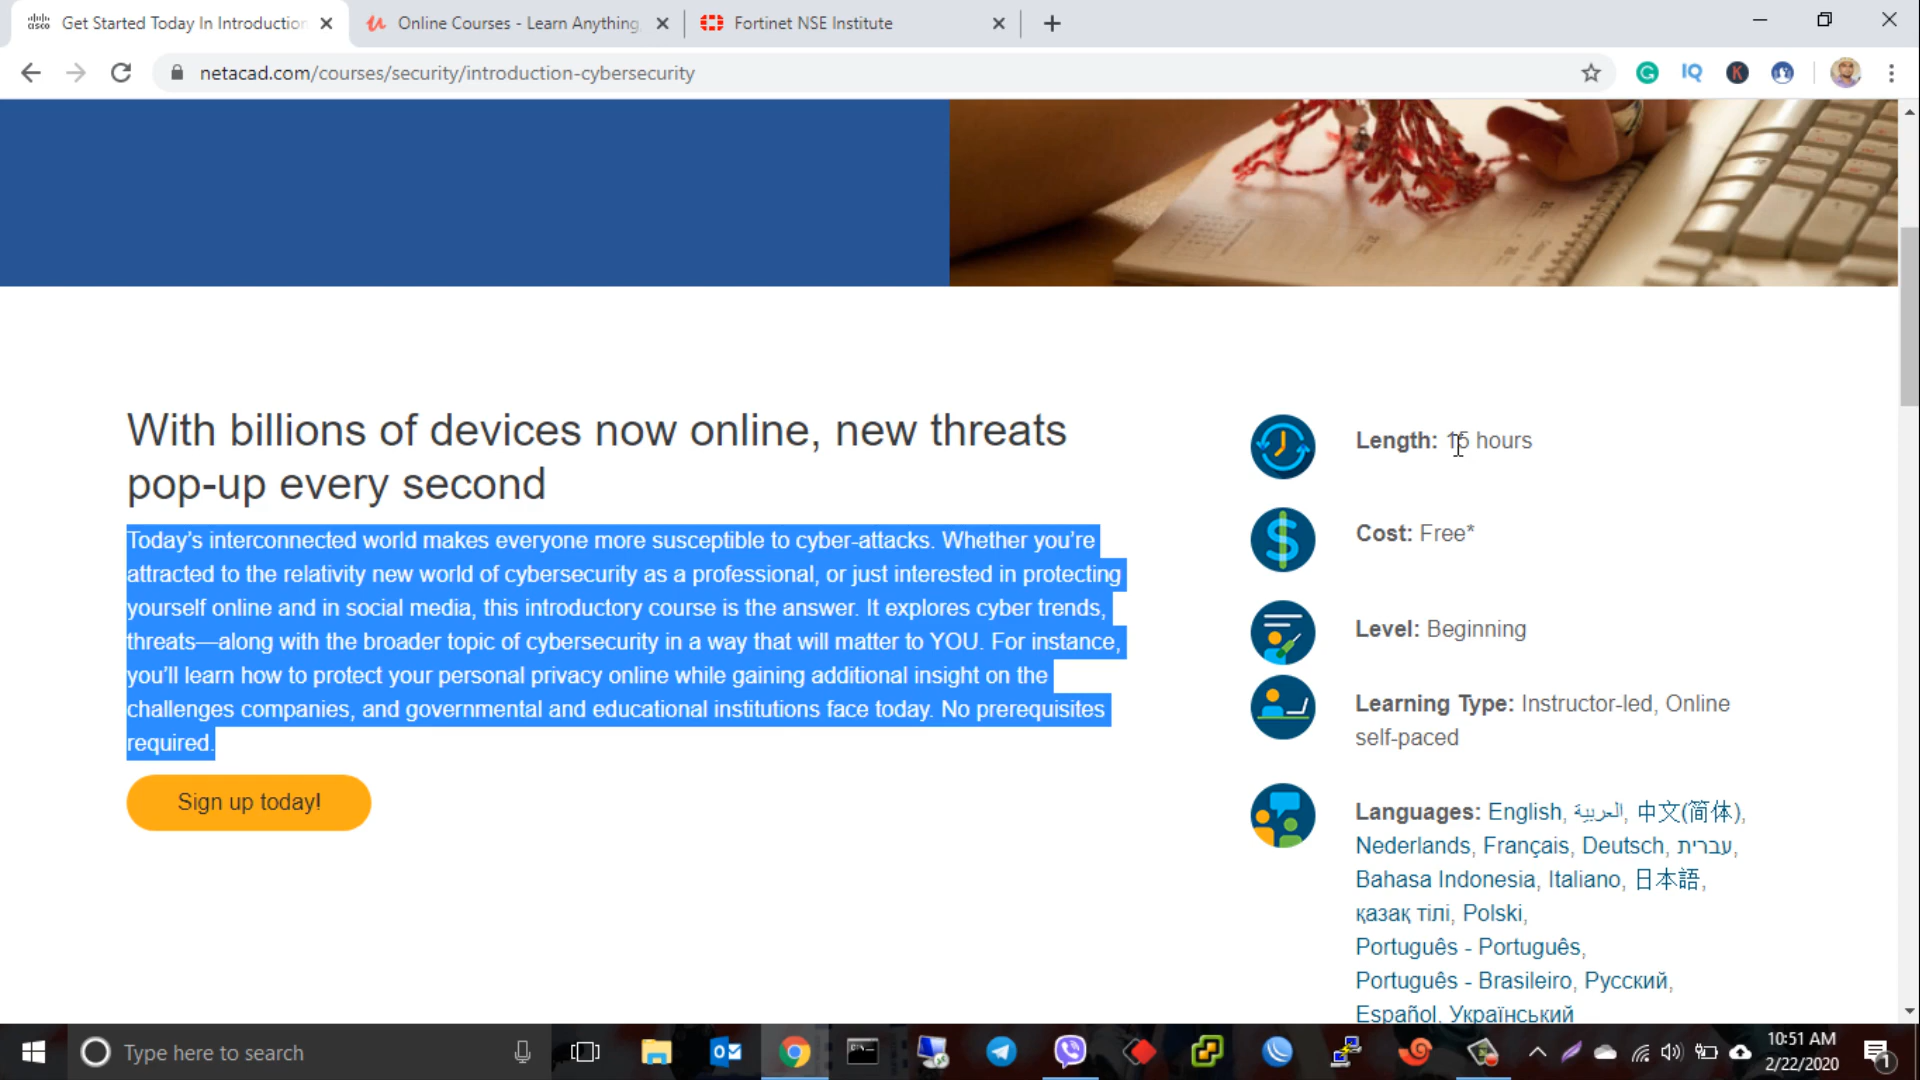 Get Started Today In Introduction
Online Courses - Learn Anything,
Fortinet NSE Institute
netacad.com/courses/security/introduction-cybersecurity
IQ
With billions of devices now online, new threats
pop-up every second
Today's interconnected world makes everyone more susceptible to cyber-attacks. Whether you're
attracted to the relativity new world of cybersecurity as a professional, or just interested in protecting
yourself online and in social media, this introductory course is the answer. It explores cyber trends,
threats—along with the broader topic of cybersecurity in a way that will matter to YOU. For instance,
you'll learn how to protect your personal privacy online while gaining additional insight on the
challenges companies, and governmental and educational institutions face today. No prerequisites
required.
Sign up today!
Length: 15 hours
Cost: Free*
Level: Beginning
Learning Type: Instructor-led, Online
self-paced
Languages: English, العربية, 中文(简体),
Nederlands, Français, Deutsch, עברית,
Bahasa Indonesia, Italiano, 日本語,
қазақ тілі, Polski,
Português - Português,
Português - Brasileiro, Русский,
Español, Український
Type here to search
10:51 AM
2/22/2020
1